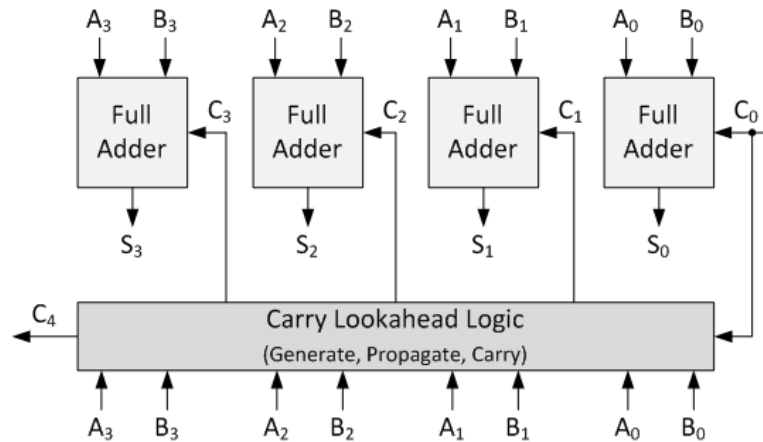 A₃ B₃ A₂ B₂ A₁ B₁ A₀ B₀
Full Adder C₃ Full Adder C₂ Full Adder C₁ Full Adder C₀
S₃ S₂ S₁ S₀
C₄
Carry Lookahead Logic
(Generate, Propagate, Carry)
A₃ B₃ A₂ B₂ A₁ B₁ A₀ B₀